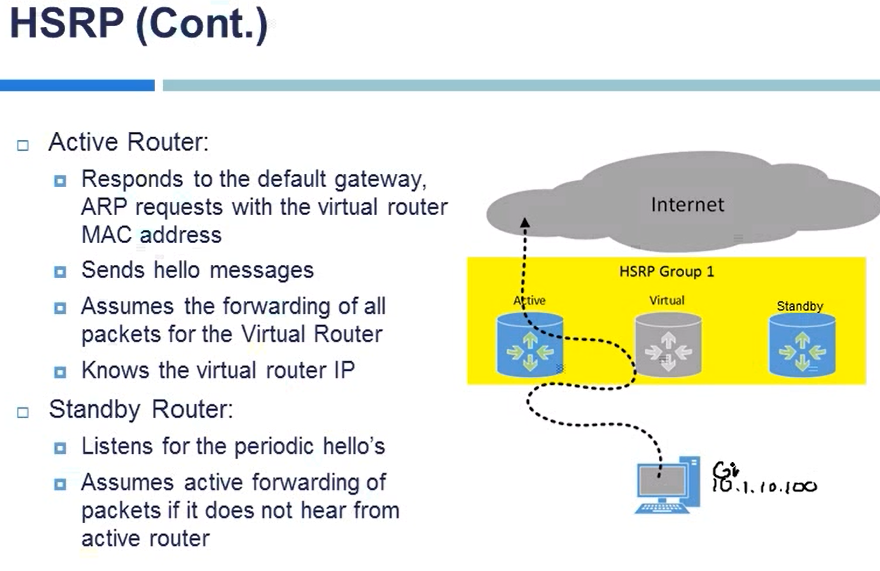 HSRP (Cont.)
Active Router:
Responds to the default gateway,
ARP requests with the virtual router
MAC address
Sends hello messages
Assumes the forwarding of all
packets for the Virtual Router
Knows the virtual router IP
Standby Router:
Listens for the periodic hello's
Assumes active forwarding of
packets if it does not hear from
active router
Internet
HSRP Group 1
Active
Virtual
Standby
10.1.10.100